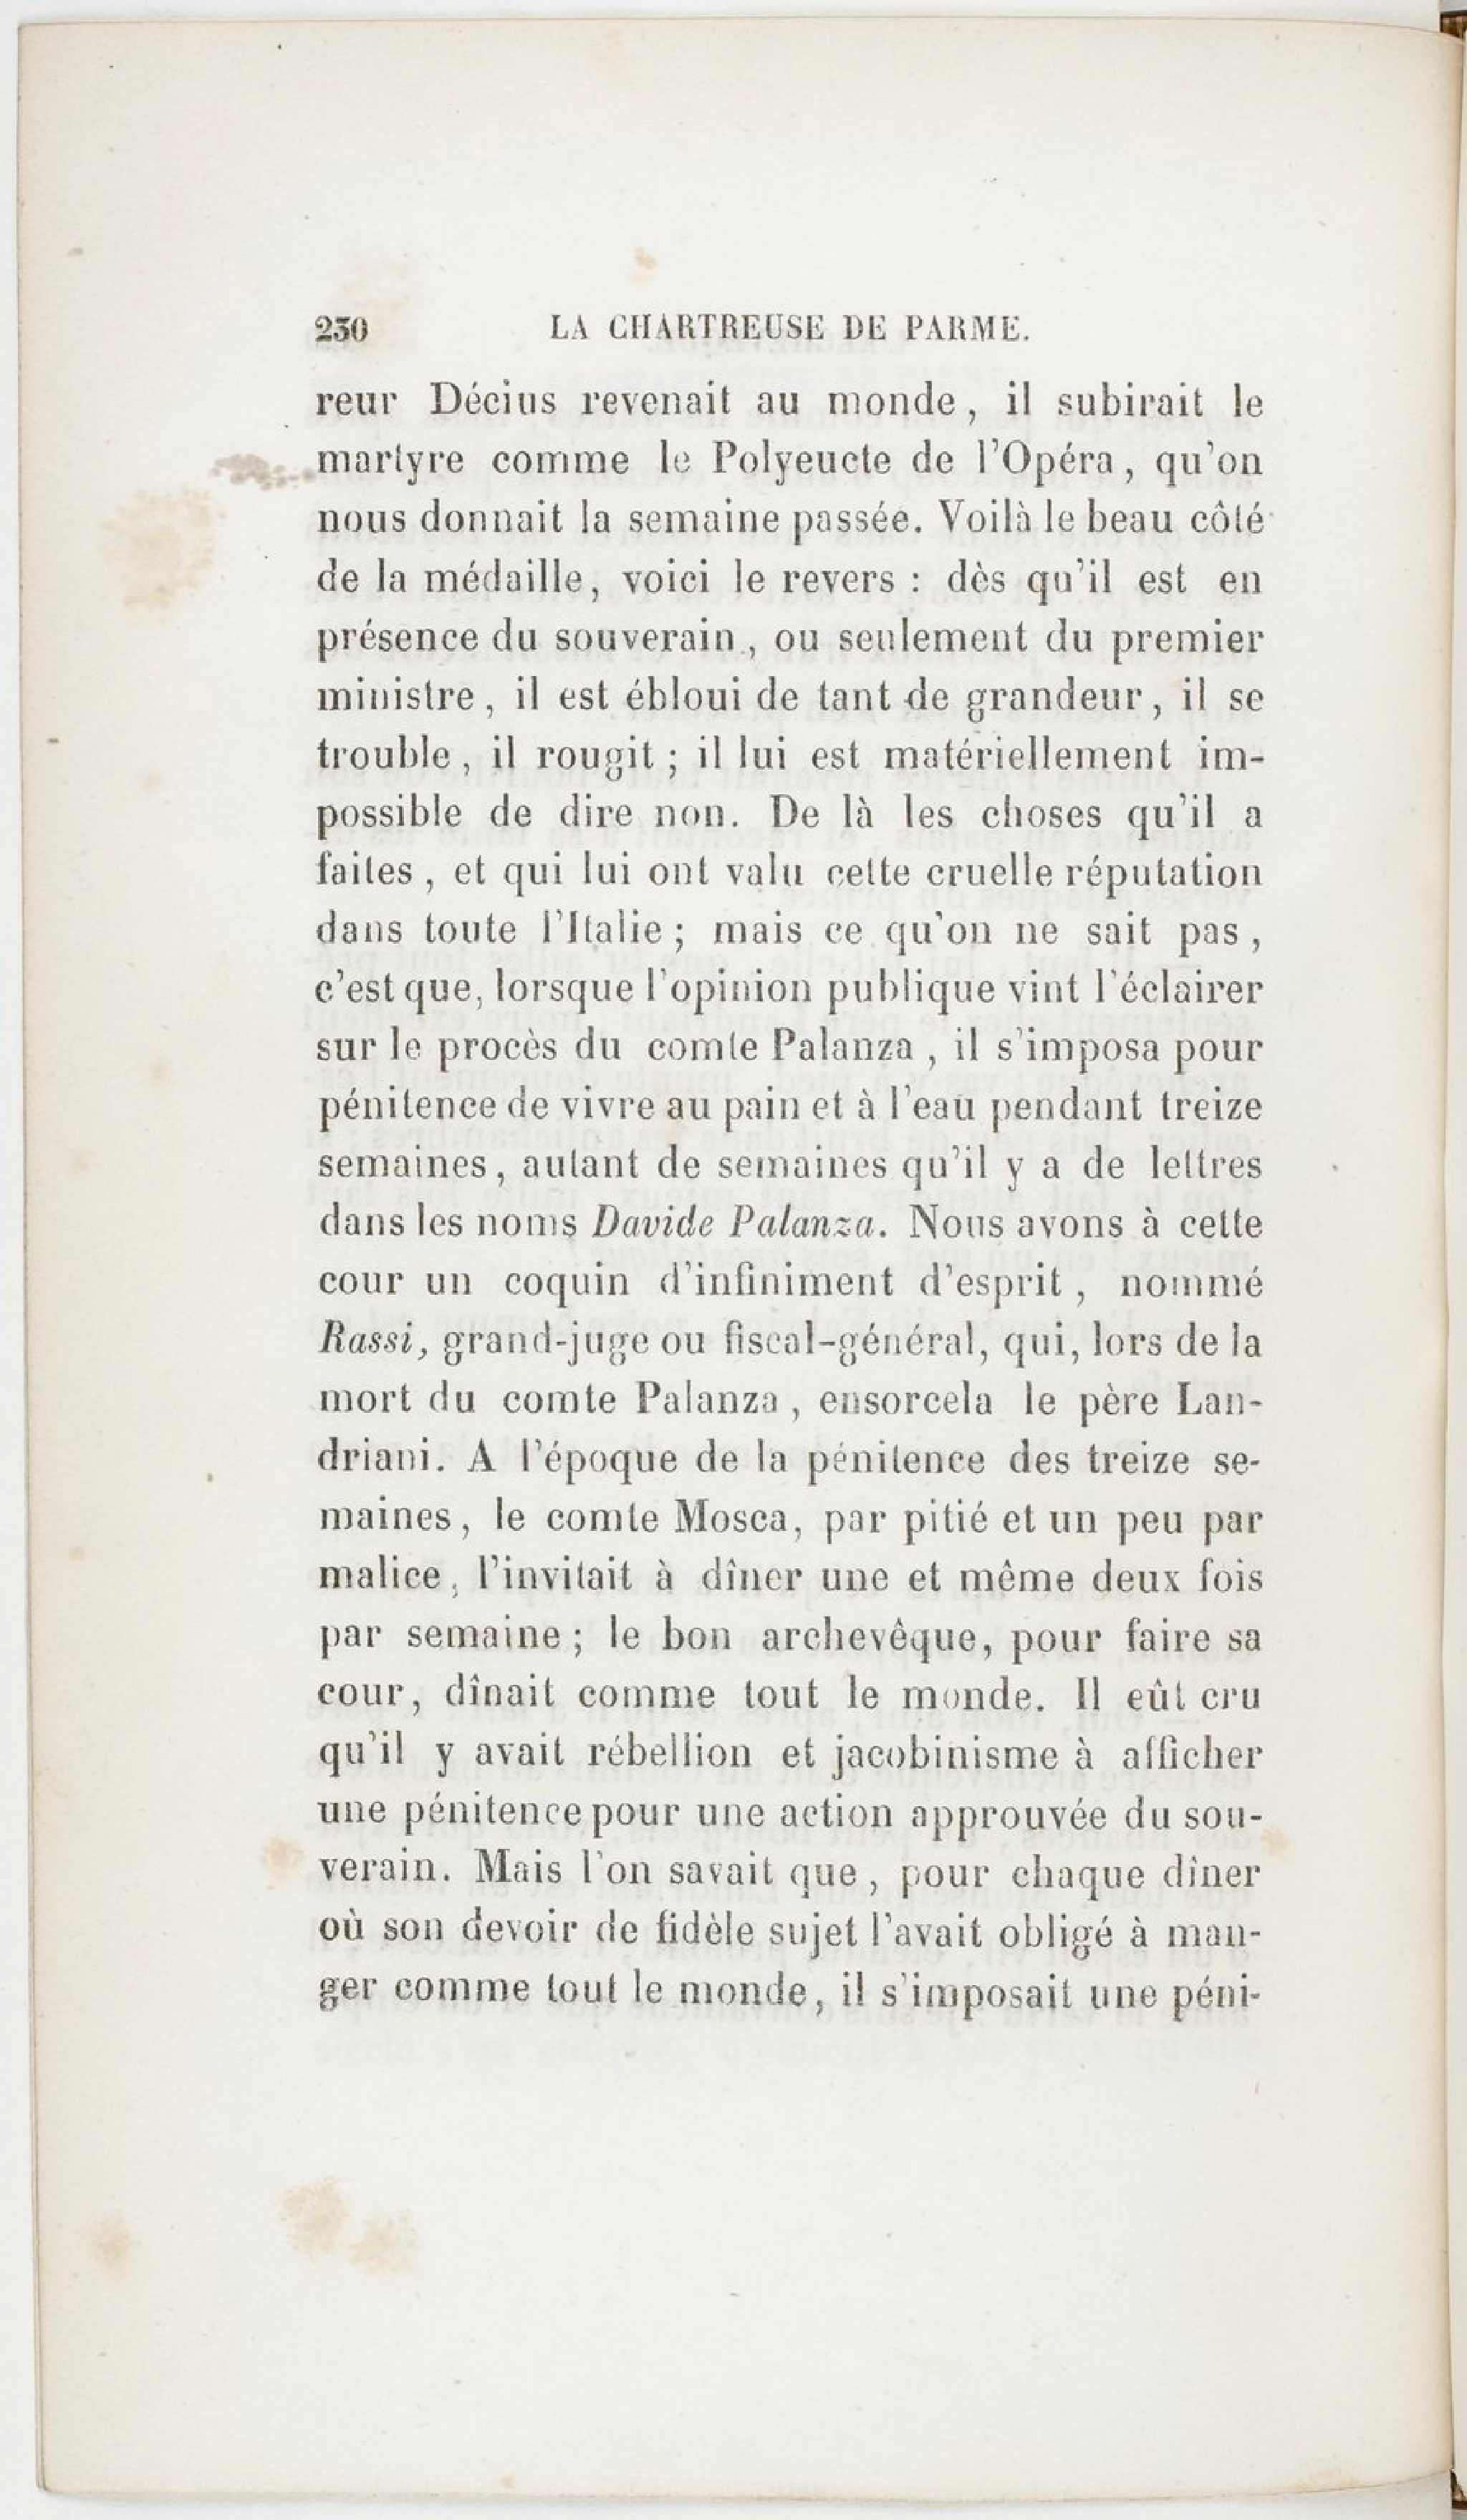 230 LA CHARTREUSE DE PARME.
reur Décius revenait au monde, il subirait le
martyre comme le Polyeucte de l'Opéra, qu'on
nous donnait la semaine passée. Voilà le beau côté
de la médaille, voici le revers : dès qu'il est en
présence du souverain, ou seulement du premier
ministre, il est ébloui de tant de grandeur, il se
trouble, il rougit ; il lui est matériellement im-
possible de dire non. De là les choses qu'il a
faites, et qui lui ont valu cette cruelle réputation
dans toute l'Italie ; mais ce qu'on ne sait pas,
c'est que, lorsque l'opinion publique vint l'éclairer
sur le procès du comte Palanza, il s'imposa pour
pénitence de vivre au pain et à l'eau pendant treize
semaines, autant de semaines qu'il y a de lettres
dans les noms Davide Palanza. Nous avons à cette
cour un coquin d'infiniment d'esprit, nommé
Rassi, grand-juge ou fiscal-général, qui, lors de la
mort du comte Palanza, ensorcela le père Lan-
driani. A l'époque de la pénitence des treize se-
maines, le comte Mosca, par pitié et un peu par
malice, l'invitait à dîner une et même deux fois
par semaine ; le bon archevêque, pour faire sa
cour, dînait comme tout le monde. Il eût cru
qu'il y avait rébellion et jacobinisme à afficher
une pénitence pour une action approuvée du sou-
verain. Mais l'on savait que, pour chaque dîner
où son devoir de fidèle sujet l'avait obligé à man-
ger comme tout le monde, il s'imposait une péni-